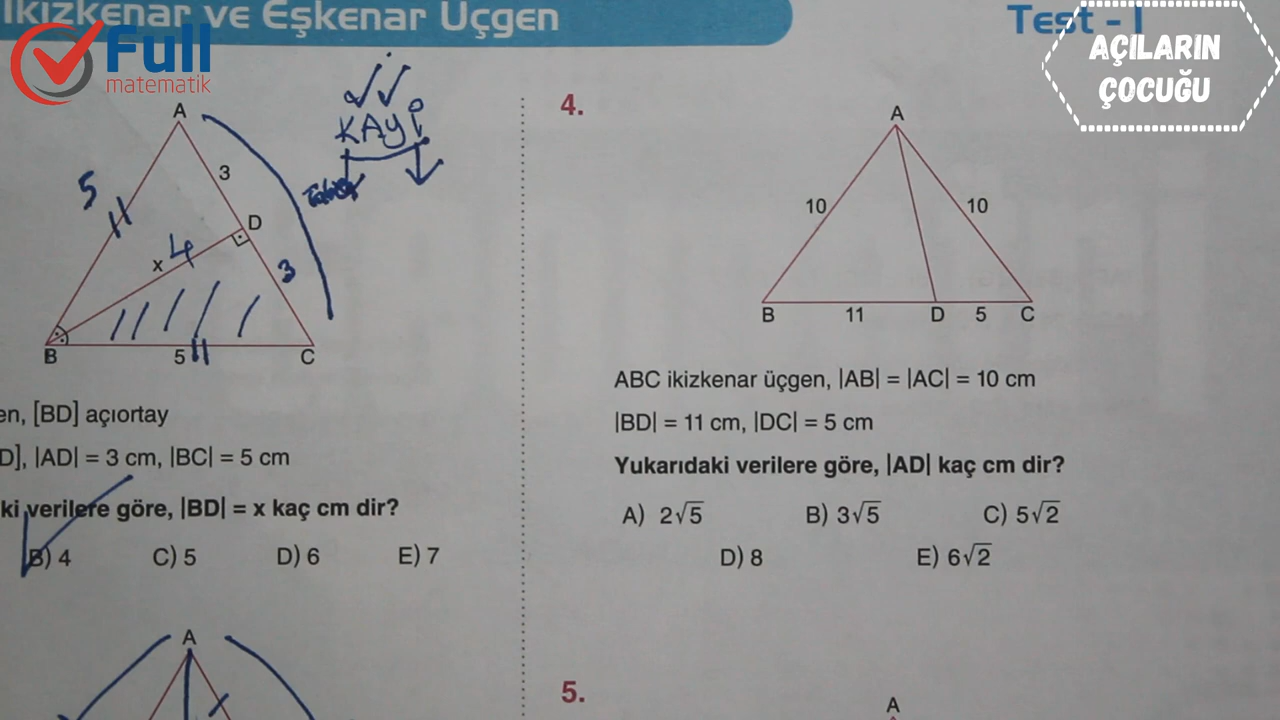 İkizkenar ve Eşkenar Üçgen
Test - 1
Full
matematik
AÇILARIN
ÇOCUĞU
A
3
D
x
B
5
C
5
4
3
KAYİ
en, [BD] açıortay
D], |AD| = 3 cm, |BC| = 5 cm
ki verilere göre, |BD| = x kaç cm dir?
B) 4 C) 5 D) 6 E) 7
A
4.
A
10 10
B 11 D 5 C
ABC ikizkenar üçgen, |AB| = |AC| = 10 cm
|BD| = 11 cm, |DC| = 5 cm
Yukarıdaki verilere göre, |AD| kaç cm dir?
A) 2√5 B) 3√5 C) 5√2
D) 8 E) 6√2
5.
A